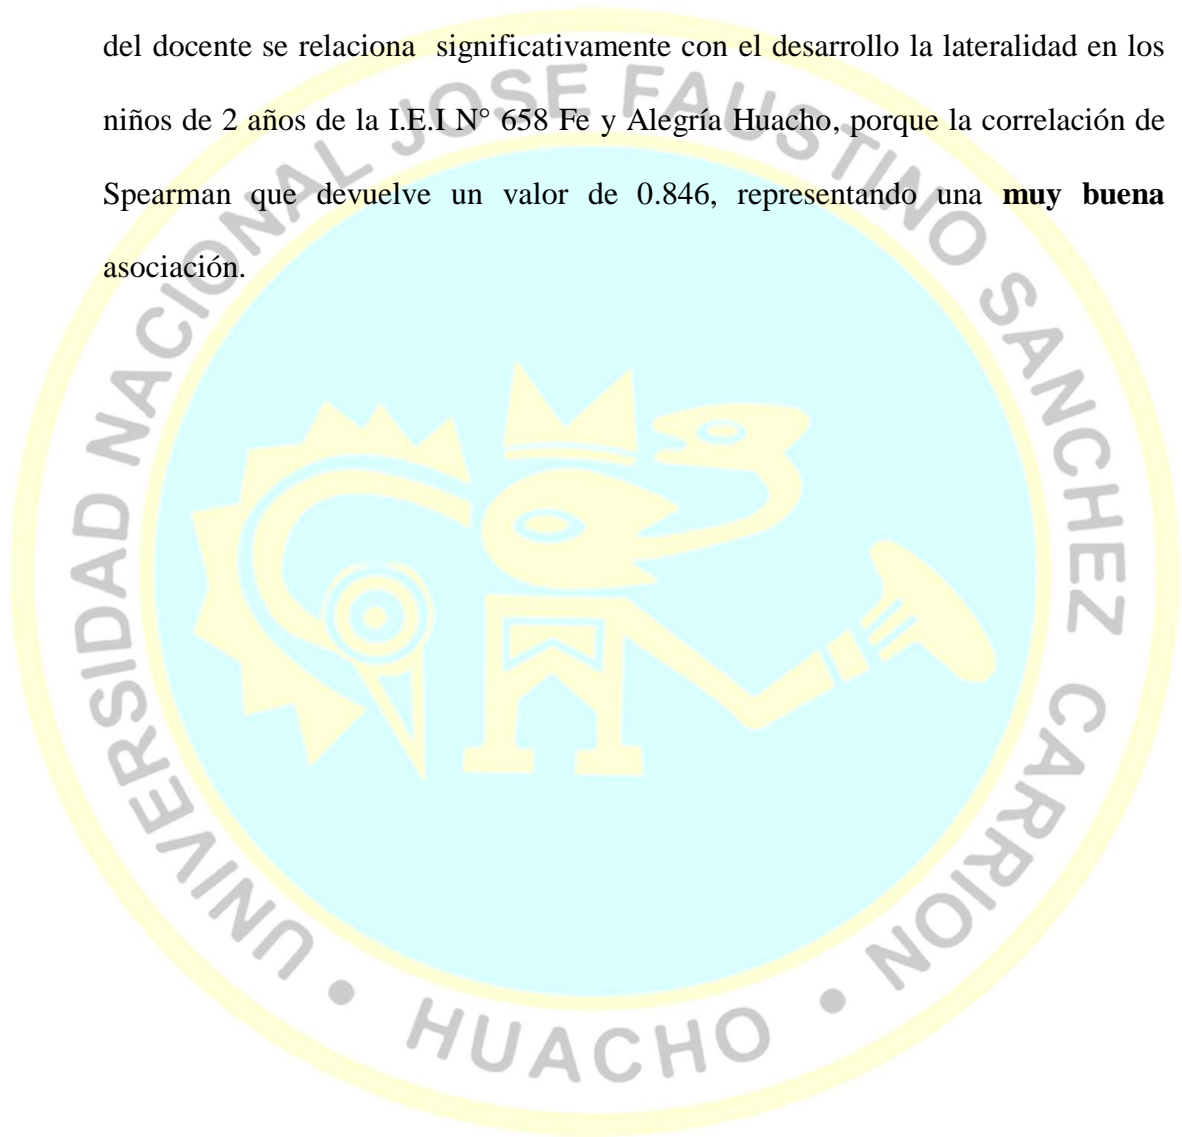 del docente se relaciona significativamente con el desarrollo la lateralidad en los
niños de 2 años de la I.E.I N° 658 Fe y Alegría Huacho, porque la correlación de
Spearman que devuelve un valor de 0.846, representando una muy buena
asociación.
UNIVERSIDAD NACIONAL JOSE FAUSTINO SANCHEZ CARRION • HUACHO •